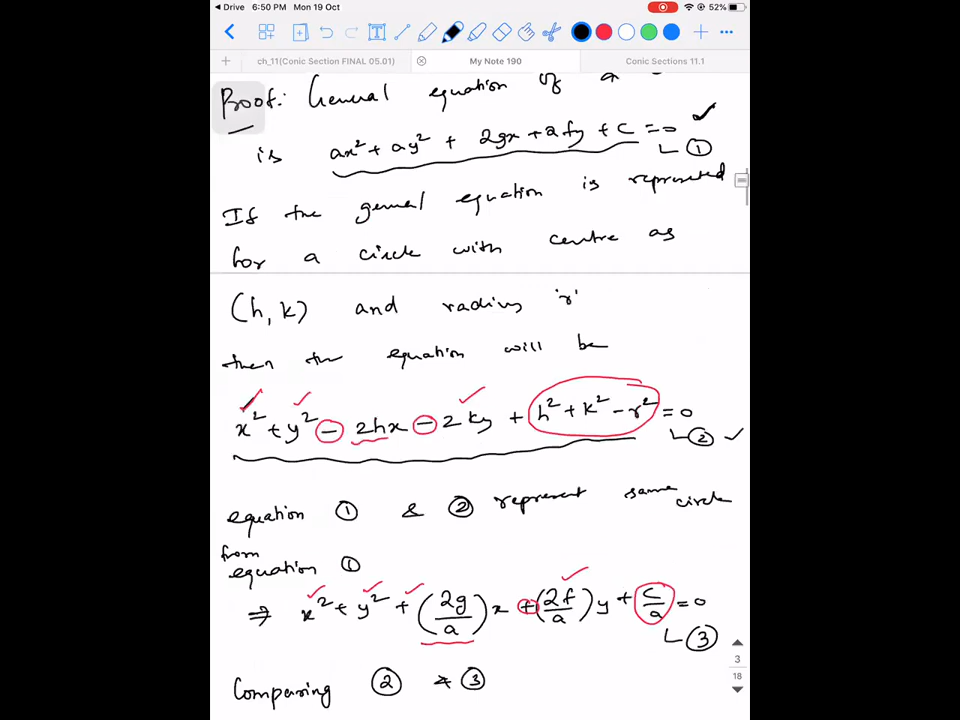 Drive 6:50 PM Mon 19 Oct 52%
ch_11(Conic Section FINAL 05.01) My Note 190 Conic Sections 11.1
Proof: General equation of a
is ax² + ay² + 2gx + 2fy + c = 0 ①
If the general equation is represented
for a circle with centre as
(h, k) and radius 'r'
then the equation will be
x² + y² - 2hx - 2ky + h² + k² - r² = 0 ②
equation ① & ② represent same circle
from
equation ①
⇒ x² + y² + (2g/a)x + (2f/a)y + c/a = 0 ③
Comparing ② & ③
3
18